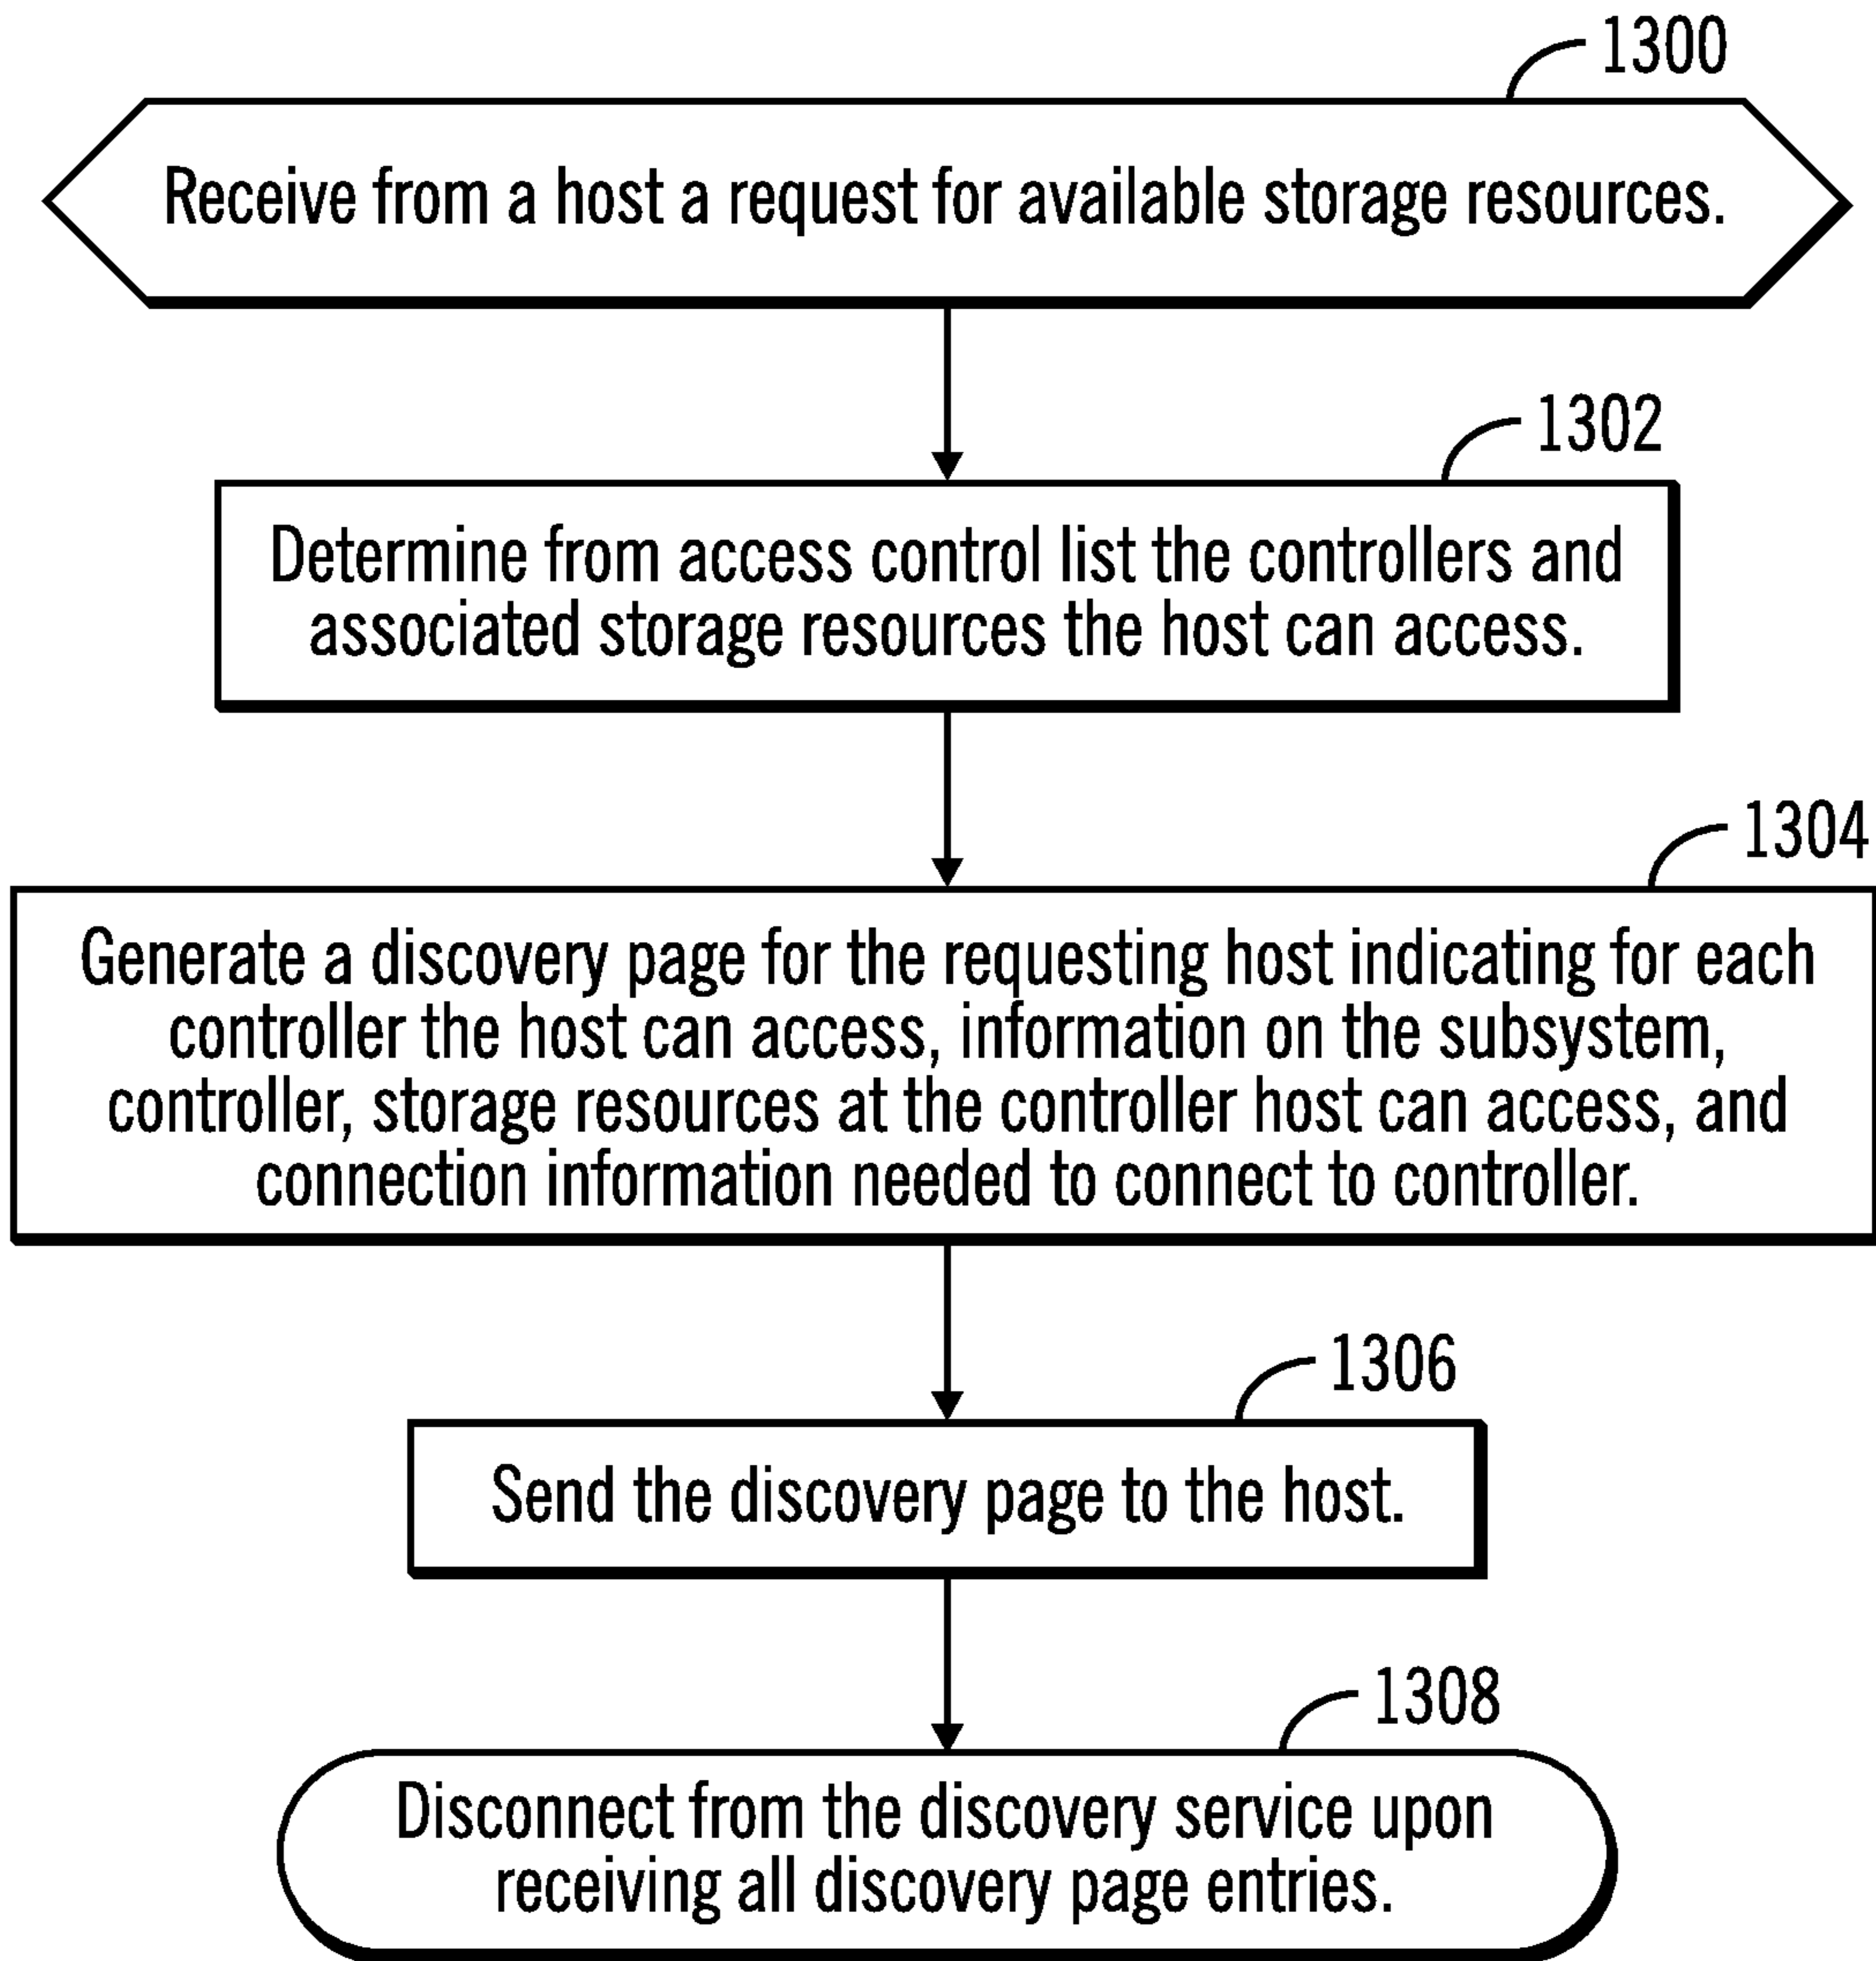 1300
Receive from a host a request for available storage resources.
1302
Determine from access control list the controllers and
associated storage resources the host can access.
1304
Generate a discovery page for the requesting host indicating for each
controller the host can access, information on the subsystem,
controller, storage resources at the controller host can access, and
connection information needed to connect to controller.
1306
Send the discovery page to the host.
1308
Disconnect from the discovery service upon
receiving all discovery page entries.